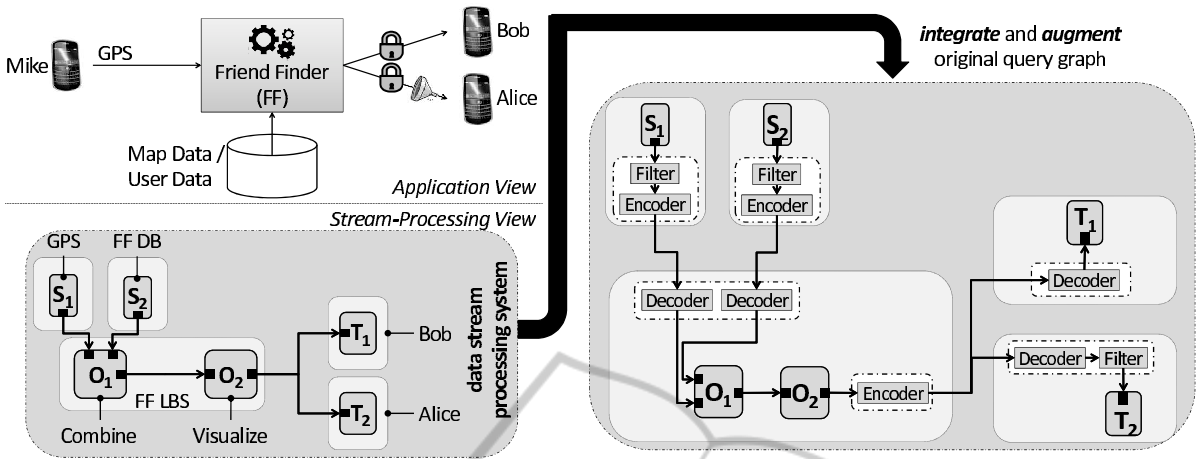 Mike
GPS
Friend Finder
(FF)
Bob
Alice
Map Data /
User Data
Application View
Stream-Processing View
GPS
FF DB
S1
S2
O1
O2
FF LBS
Combine
Visualize
T1
T2
Bob
Alice
data stream
processing system
integrate and augment
original query graph
S1
S2
Filter
Encoder
Filter
Encoder
Decoder
Decoder
O1
O2
Encoder
T1
Decoder
Decoder
Filter
T2